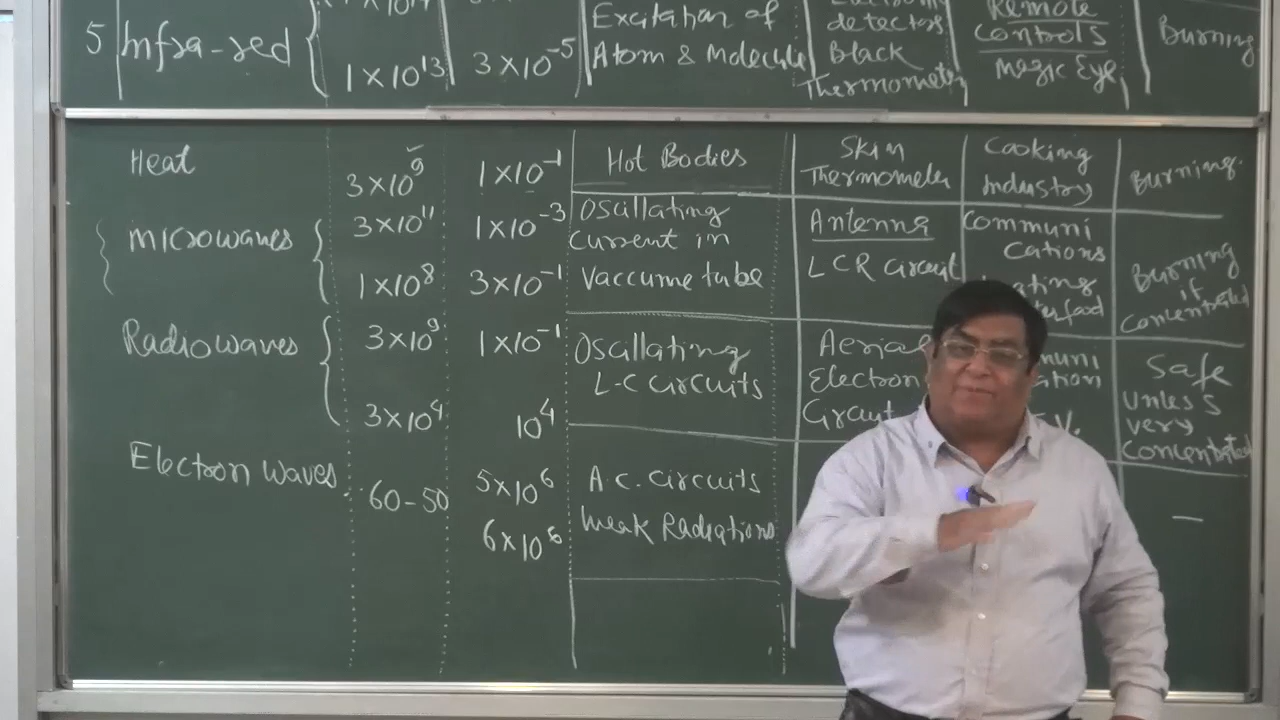 5 Infra-red
1×10¹³ 3×10⁻⁵
Excitation of
Atom & Molecule
detectors
Black
Thermometer
Remote
Controls
Magic Eye
Burning
Heat 3×10⁹ 1×10⁻¹
Hot Bodies
Skin
Thermometer
Cooking
Industry
Burning.
Microwaves
3×10¹¹ 1×10⁻³
1×10⁸ 3×10⁻¹
Oscillating
Current in
Vaccume tube
Antenna
LCR Circuit
Communi
cations
Burning
if
Concentrated
Radiowaves
3×10⁹ 1×10⁻¹
3×10⁴ 10⁴
Oscallating
L-C Circuits
Aerial
Electron
Safe
Unless
very
Concentrated
Electron Waves
60-50 5×10⁶
6×10⁶
A.C. Circuits
Weak Radiations
—